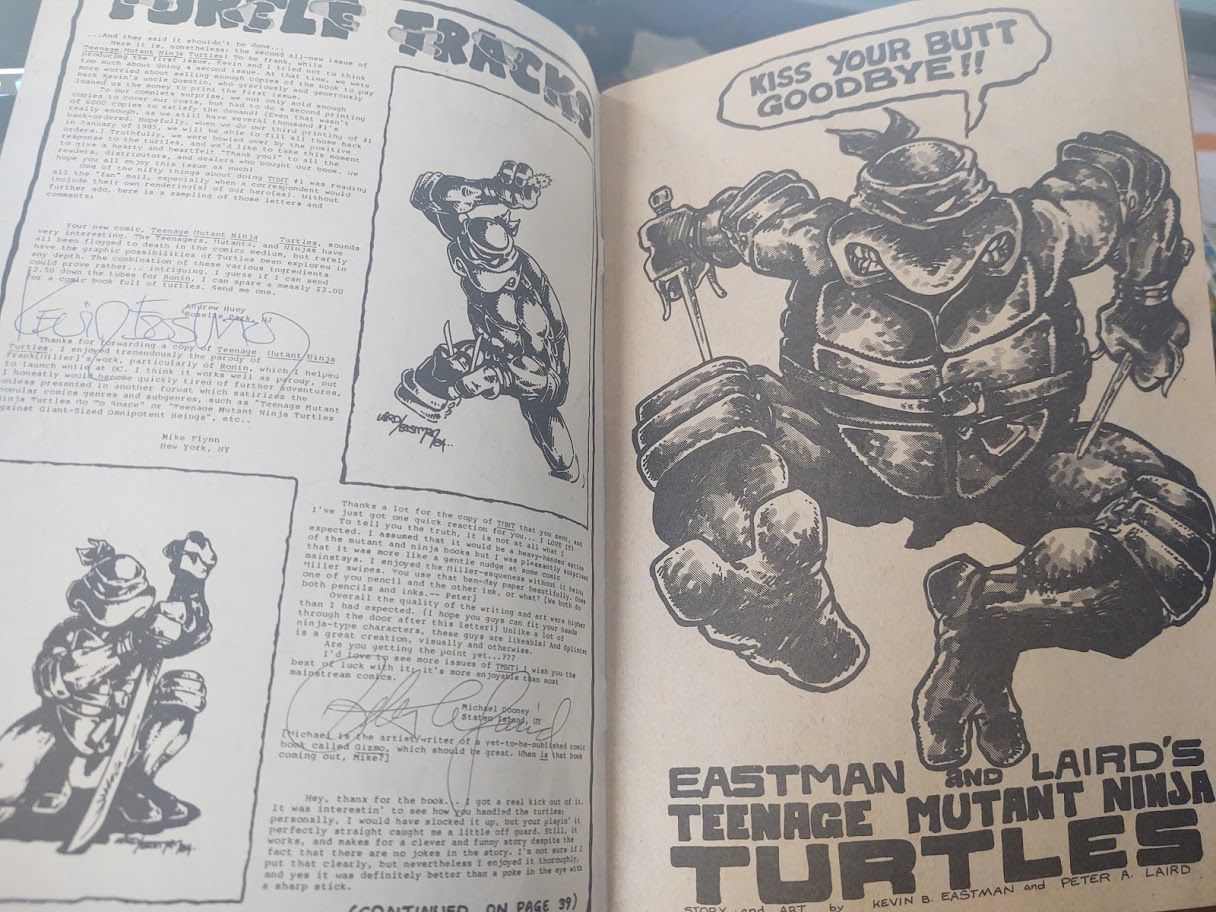 TURTLE TRACKS
...And they said it shouldn't be done...
Here it is, nonetheless; the second all-new issue of
Teenage Mutant Ninja Turtles! To be frank, while
producing the first issue, Kevin and I tried not to think
too much about doing a second issue. At that time, we were
more worried about selling enough copies of the book to pay
back Kevin's uncle Quentin, who graciously and generously
loaned us the money to print the first issue.
To our complete surprise, we not only sold enough
copies to cover our costs, but had to do a second printing
of 6000 copies to satisfy the demand! (Even that wasn't
really enough, as we still have several thousand #1's
back-ordered. Hopefully, when we do our third printing of #1
in January of 1985, we will be able to fill all those back
orders.) Truthfully, we were bowled over by the positive
response to the turtles, and we'd like to take this moment
to give a hearty and heartfelt "Thank you!" to all the
readers, distributors, and dealers who bought our book. We
hope you all enjoy this issue as much!
One of the nifty things about doing TMNT #1 was reading
all the "fan" mail, especially when a correspondent would
include their own rendering(s) of our hero(es). Without
further ado, here is a sampling of those letters and
comments:
Your new comic, Teenage Mutant Ninja Turtles, sounds
very interesting. The Teenagers, Mutants, and Ninjas have
all been flogged to death in the comics medium, but rarely
have the graphic possibilities of Turtles been explored in
any depth. The combination of these various ingredients
could prove rather... intriguing. I guess if I can send
$2.50 down the tubes for Ronin, I can spare a measly $2.00
for a comic book full of turtles. Send me one.
Andrew Huey
Roselle Park, NJ
Thanks for forwarding a copy of Teenage Mutant Ninja
Turtles. I enjoyed tremendously the parody of
Frank[Miller]'s work, particularly of Ronin, which I helped
to launch while at DC. I think it works well as parody, but
I honestly would become quickly tired of further adventures,
unless presented in another format which satirizes the
popular comics genres and subgenres, such as "Teenage Mutant
Ninja Turtles Go To Space" or "Teenage Mutant Ninja Turtles
Against Giant-Sized Omnipotent Beings", etc..
Mike Flynn
New York, NY
LAIRD/EASTMAN 84...
Thanks a lot for the copy of TMNT that you sent, and
I've just got one quick reaction for you... I LOVE IT!
To tell you the truth, it is not at all what I
expected. I assumed that it would be a heavy-handed satire
of the mutant and ninja books but I was pleasantly surprised
that it was more like a gentle nudge at some comic
mainstays. I enjoyed the Miller-esqueness without it being
Miller swipes. You use that ben-day paper beautifully. Does
one of you pencil and the other ink, or what? [We both do
both pencils and inks.-- Peter]
Overall the quality of the writing and art were higher
than I had expected. (I hope you guys can fit your heads
through the door after this letter!) Unlike a lot of
ninja-type characters, these guys are likeable! And Splinter
is a great creation, visually and otherwise.
Are you getting the point yet...???
I'd love to see more issues of TMNT! I wish you the
best of luck with it; it's more enjoyable than most
mainstream comics.
Michael Dooney
Staten Island, NY
[Michael is the artist/writer of a yet-to-be-published comic
book called Gizmo, which should be great. When is that book
coming out, Mike?]
Hey, thanx for the book... I got a real kick out of it.
It was interestin' to see how you handled the turtles;
personally, I would have slocked it up, but your playin' it
perfectly straight caught me a little off guard. Still, it
works, and makes for a clever and funny story despite the
fact that there are no jokes in the story. I'm not sure if I
put that clearly, but nevertheless I enjoyed it thoroughly,
and yes it was definitely better than a poke in the eye with
a sharp stick.
(CONTINUED ON PAGE 39)
KISS YOUR BUTT
GOODBYE!!
EASTMAN AND LAIRD'S
TEENAGE MUTANT NINJA
TURTLES
STORY and ART by KEVIN B. EASTMAN and PETER A. LAIRD